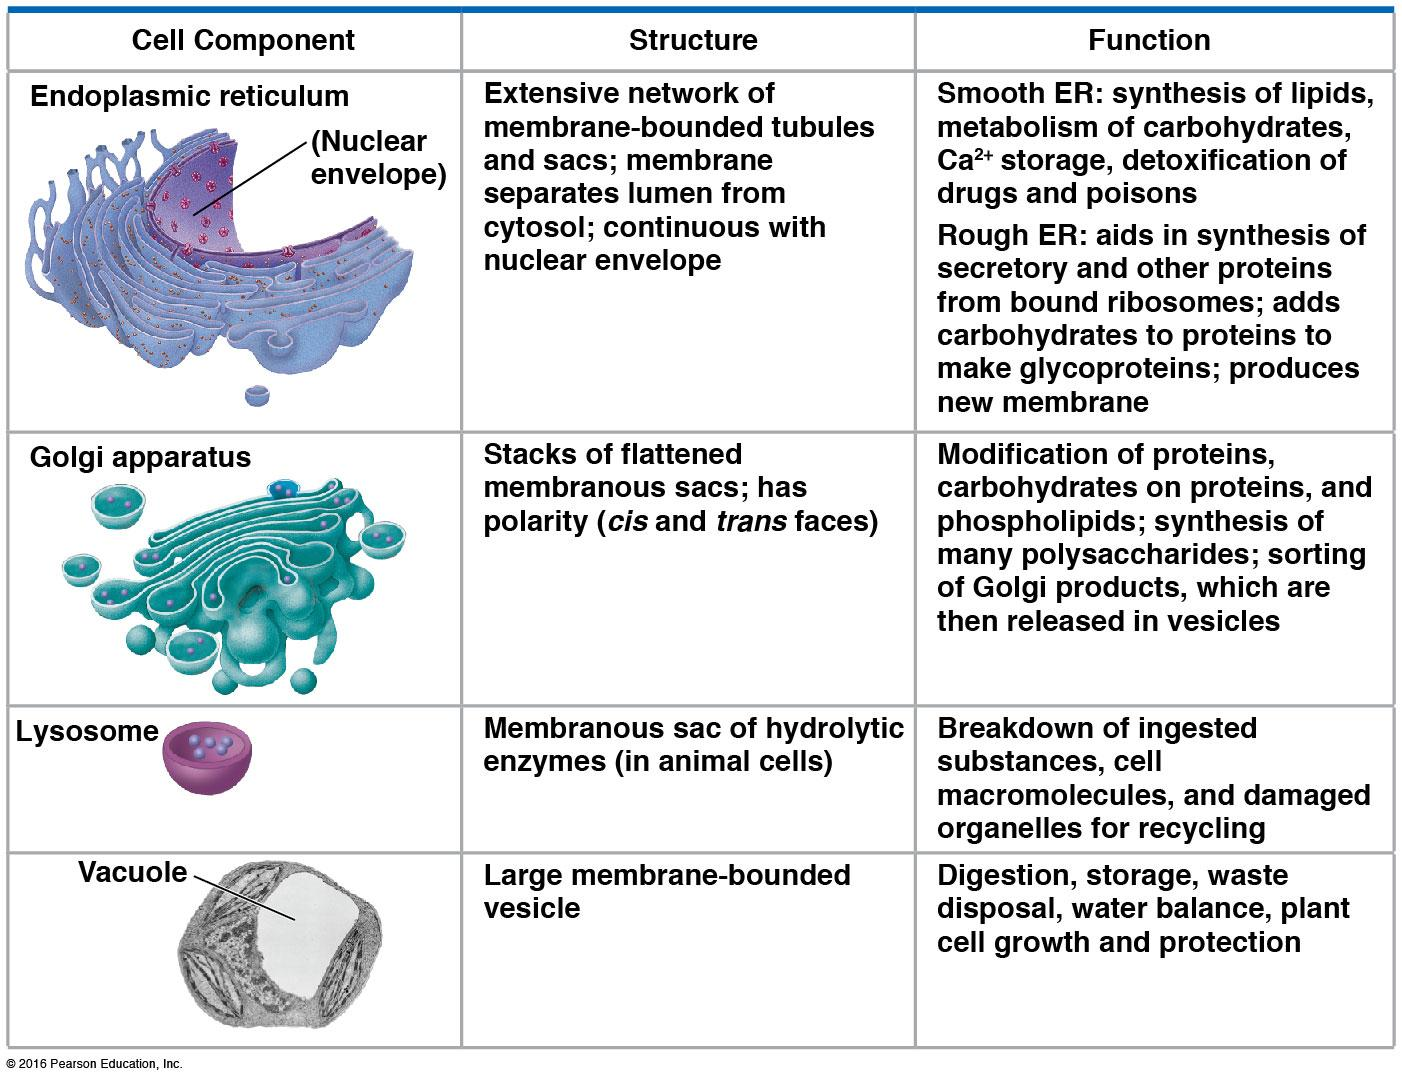 Cell Component
Structure
Function
Endoplasmic reticulum
(Nuclear
envelope)
Extensive network of
membrane-bounded tubules
and sacs; membrane
separates lumen from
cytosol; continuous with
nuclear envelope
Smooth ER: synthesis of lipids,
metabolism of carbohydrates,
Ca²⁺ storage, detoxification of
drugs and poisons
Rough ER: aids in synthesis of
secretory and other proteins
from bound ribosomes; adds
carbohydrates to proteins to
make glycoproteins; produces
new membrane
Golgi apparatus
Stacks of flattened
membranous sacs; has
polarity (cis and trans faces)
Modification of proteins,
carbohydrates on proteins, and
phospholipids; synthesis of
many polysaccharides; sorting
of Golgi products, which are
then released in vesicles
Lysosome
Membranous sac of hydrolytic
enzymes (in animal cells)
Breakdown of ingested
substances, cell
macromolecules, and damaged
organelles for recycling
Vacuole
Large membrane-bounded
vesicle
Digestion, storage, waste
disposal, water balance, plant
cell growth and protection
© 2016 Pearson Education, Inc.